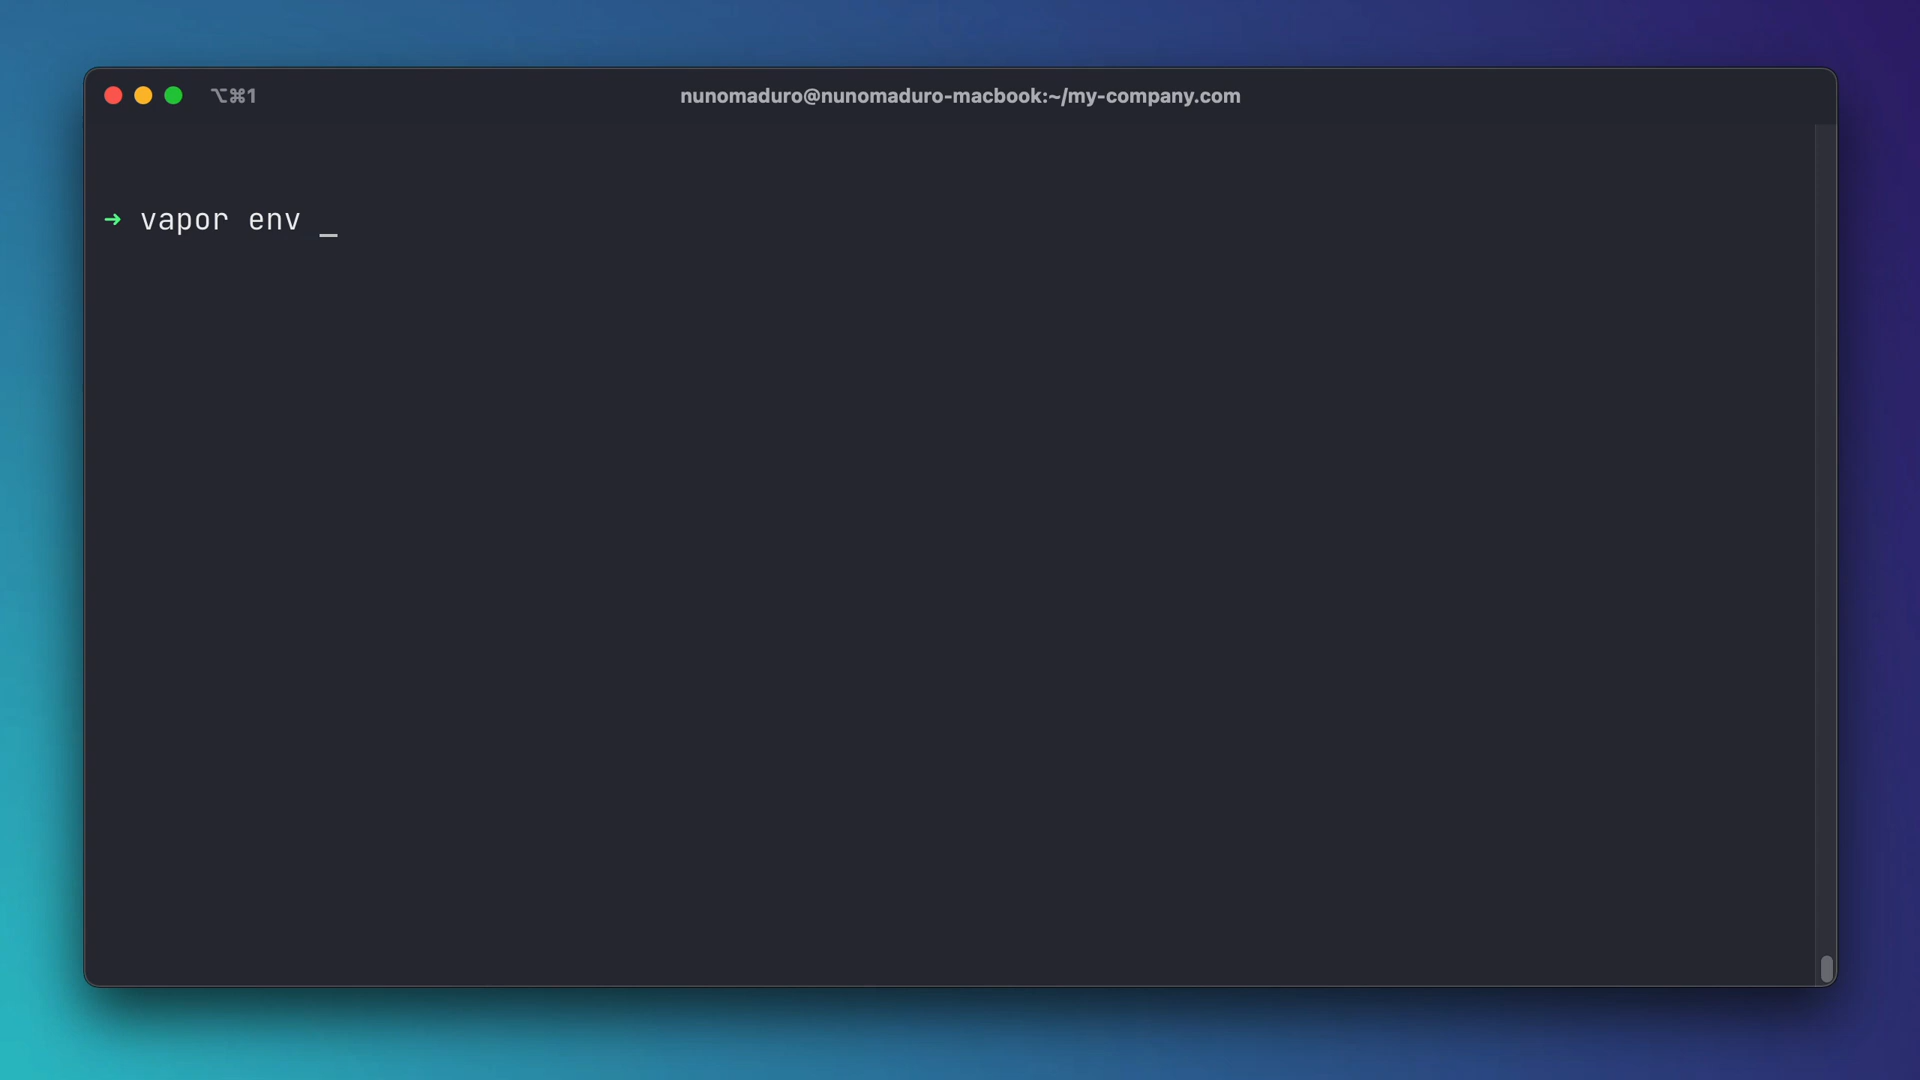 ⌥⌘1
nunomaduro@nunomaduro-macbook:~/my-company.com
➜ vapor env _